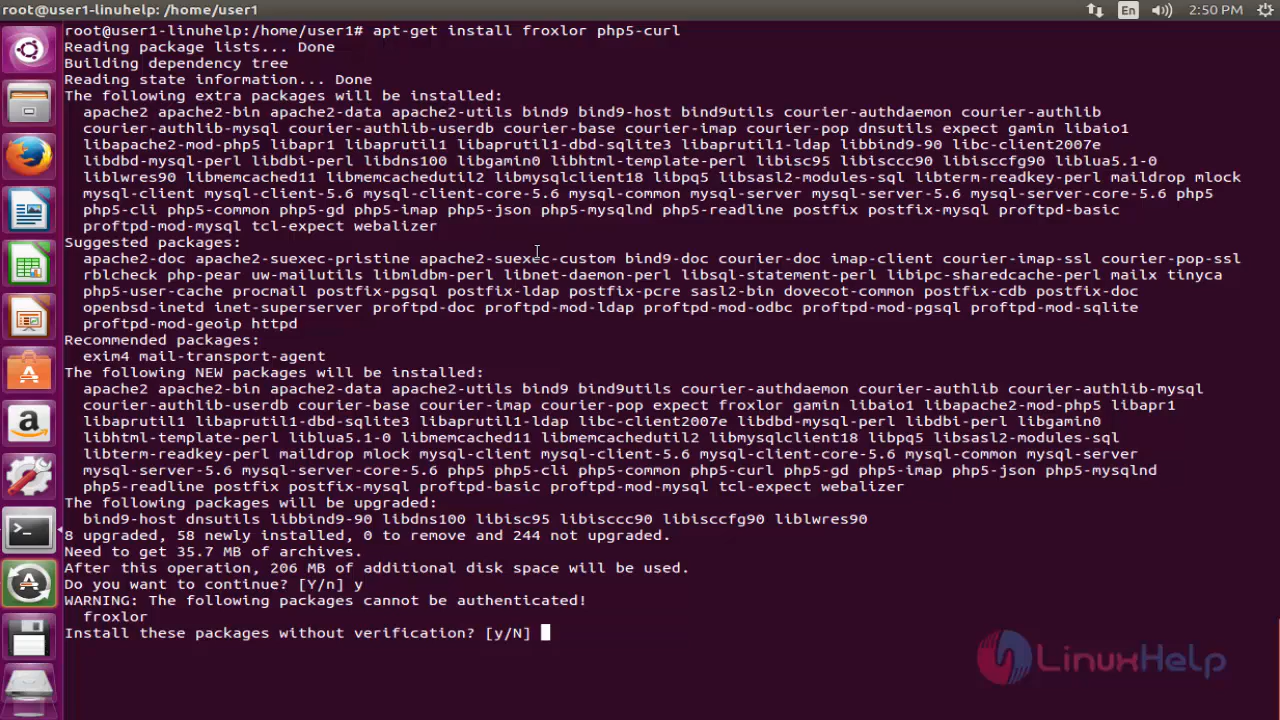 root@user1-linuhelp: /home/user1
En
2:50 PM
root@user1-linuhelp:/home/user1# apt-get install froxlor php5-curl
Reading package lists... Done
Building dependency tree
Reading state information... Done
The following extra packages will be installed:
apache2 apache2-bin apache2-data apache2-utils bind9 bind9-host bind9utils courier-authdaemon courier-authlib
courier-authlib-mysql courier-authlib-userdb courier-base courier-imap courier-pop dnsutils expect gamin libaio1
libapache2-mod-php5 libapr1 libaprutil1 libaprutil1-dbd-sqlite3 libaprutil1-ldap libbind9-90 libc-client2007e
libdbd-mysql-perl libdbi-perl libdns100 libgamin0 libhtml-template-perl libisc95 libisccc90 libisccfg90 liblua5.1-0
liblwres90 libmemcached11 libmemcachedutil2 libmysqlclient18 libpq5 libsasl2-modules-sql libterm-readkey-perl maildrop mlock
mysql-client mysql-client-5.6 mysql-client-core-5.6 mysql-common mysql-server mysql-server-5.6 mysql-server-core-5.6 php5
php5-cli php5-common php5-gd php5-imap php5-json php5-mysqlnd php5-readline postfix postfix-mysql proftpd-basic
proftpd-mod-mysql tcl-expect webalizer
Suggested packages:
apache2-doc apache2-suexec-pristine apache2-suexec-custom bind9-doc courier-doc imap-client courier-imap-ssl courier-pop-ssl
rblcheck php-pear uw-mailutils libmldbm-perl libnet-daemon-perl libsql-statement-perl libipc-sharedcache-perl mailx tinyca
php5-user-cache procmail postfix-pgsql postfix-ldap postfix-pcre sasl2-bin dovecot-common postfix-cdb postfix-doc
openbsd-inetd inet-superserver proftpd-doc proftpd-mod-ldap proftpd-mod-odbc proftpd-mod-pgsql proftpd-mod-sqlite
proftpd-mod-geoip httpd
Recommended packages:
exim4 mail-transport-agent
The following NEW packages will be installed:
apache2 apache2-bin apache2-data apache2-utils bind9 bind9utils courier-authdaemon courier-authlib courier-authlib-mysql
courier-authlib-userdb courier-base courier-imap courier-pop expect froxlor gamin libaio1 libapache2-mod-php5 libapr1
libaprutil1 libaprutil1-dbd-sqlite3 libaprutil1-ldap libc-client2007e libdbd-mysql-perl libdbi-perl libgamin0
libhtml-template-perl liblua5.1-0 libmemcached11 libmemcachedutil2 libmysqlclient18 libpq5 libsasl2-modules-sql
libterm-readkey-perl maildrop mlock mysql-client mysql-client-5.6 mysql-client-core-5.6 mysql-common mysql-server
mysql-server-5.6 mysql-server-core-5.6 php5 php5-cli php5-common php5-curl php5-gd php5-imap php5-json php5-mysqlnd
php5-readline postfix postfix-mysql proftpd-basic proftpd-mod-mysql tcl-expect webalizer
The following packages will be upgraded:
bind9-host dnsutils libbind9-90 libdns100 libisc95 libisccc90 libisccfg90 liblwres90
8 upgraded, 58 newly installed, 0 to remove and 244 not upgraded.
Need to get 35.7 MB of archives.
After this operation, 206 MB of additional disk space will be used.
Do you want to continue? [Y/n] y
WARNING: The following packages cannot be authenticated!
froxlor
Install these packages without verification? [y/N]
LinuxHelp